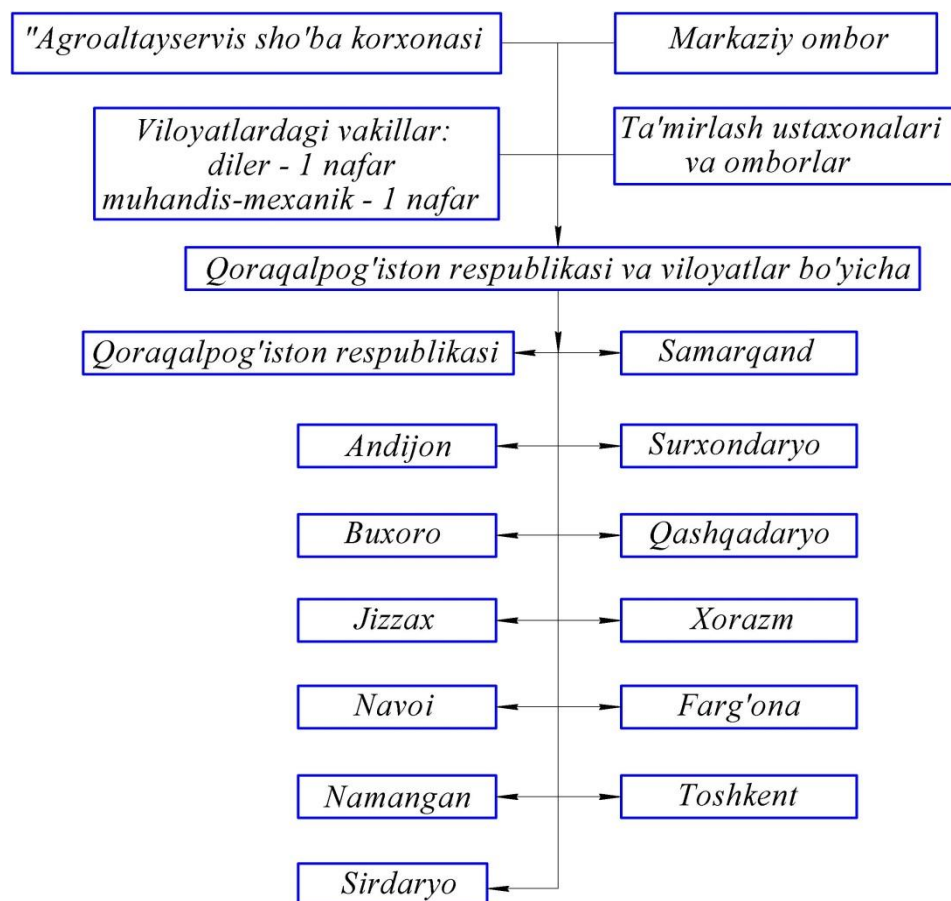 "Agroaltayservis sho'ba korxonasi
Markaziy ombor
Viloyatlardagi vakillar:
diler - 1 nafar
muhandis-mexanik - 1 nafar
Ta'mirlash ustaxonalari
va omborlar
Qoraqalpog'iston respublikasi va viloyatlar bo'yicha
Qoraqalpog'iston respublikasi
Samarqand
Andijon
Surxondaryo
Buxoro
Qashqadaryo
Jizzax
Xorazm
Navoi
Farg'ona
Namangan
Toshkent
Sirdaryo